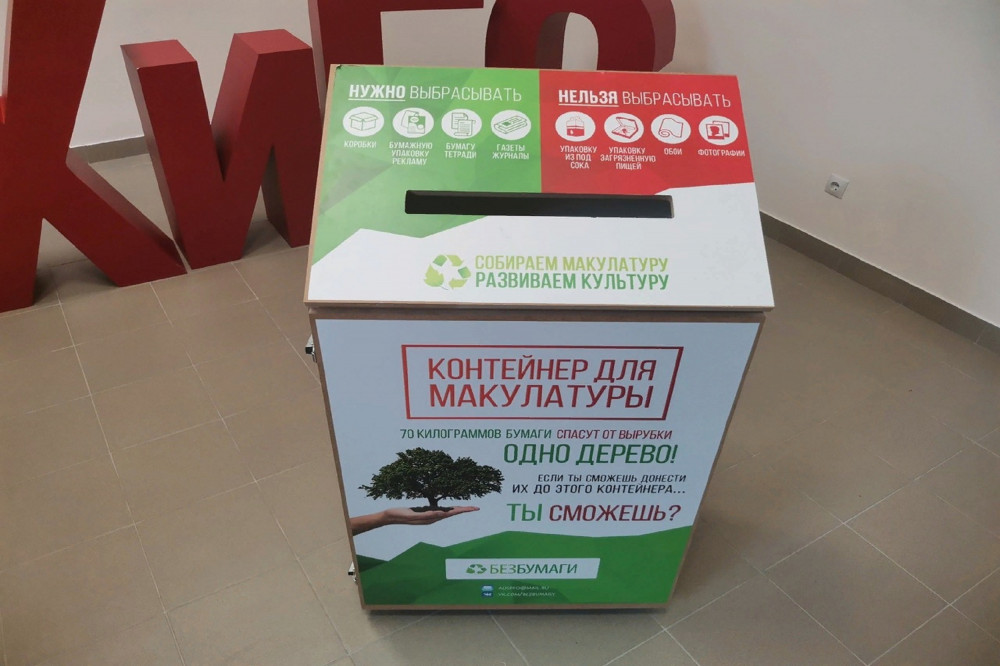 КиБо
НУЖНО ВЫБРАСЫВАТЬ
КОРОБКИ
БУМАЖНУЮ
УПАКОВКУ
РЕКЛАМУ
БУМАГУ
ТЕТРАДИ
ГАЗЕТЫ
ЖУРНАЛЫ
НЕЛЬЗЯ ВЫБРАСЫВАТЬ
УПАКОВКУ
ИЗ ПОД
СОКА
УПАКОВКУ
ЗАГРЯЗНЕННУЮ
ПИЩЕЙ
ОБОИ
ФОТОГРАФИИ
СОБИРАЕМ МАКУЛАТУРУ
РАЗВИВАЕМ КУЛЬТУРУ
КОНТЕЙНЕР ДЛЯ
МАКУЛАТУРЫ
70 КИЛОГРАММОВ БУМАГИ СПАСУТ ОТ ВЫРУБКИ
ОДНО ДЕРЕВО!
ЕСЛИ ТЫ СМОЖЕШЬ ДОНЕСТИ
ИХ ДО ЭТОГО КОНТЕЙНЕРА...
ТЫ СМОЖЕШЬ?
БЕЗБУМАГИ